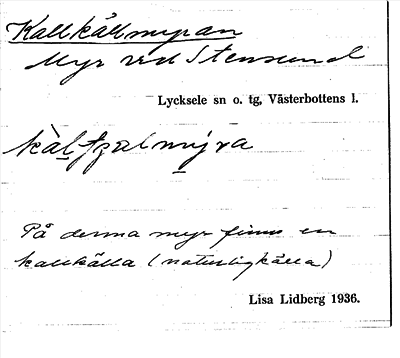 Kallkällmyran
Myr vid Stensund
Lycksele sn o. tg, Västerbottens l.
På denna myr finns en
kallkälla (naturlig källa)
Lisa Lidberg 1936.